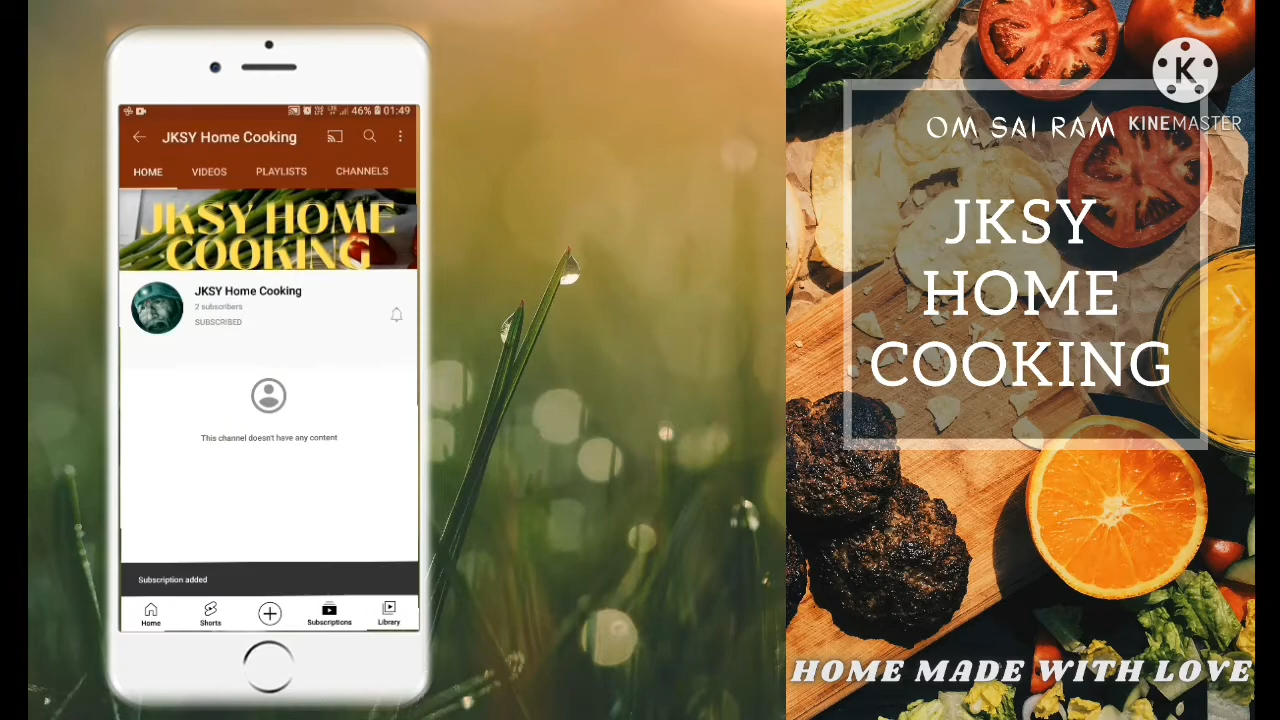 46% 01:49
JKSY Home Cooking
HOME VIDEOS PLAYLISTS CHANNELS
JKSY HOME
COOKING
JKSY Home Cooking
2 subscribers
SUBSCRIBED
This channel doesn't have any content
Subscription added
Home Shorts Subscriptions Library
K
KINEMASTER
OM SAI RAM
JKSY
HOME
COOKING
HOME MADE WITH LOVE